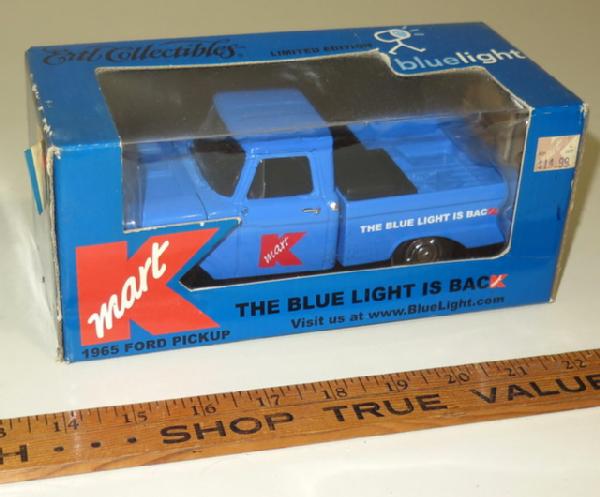 Ertl Collectibles
LIMITED EDITION
bluelight
$14.99
K mart
THE BLUE LIGHT IS BACK
K mart
THE BLUE LIGHT IS BACK
Visit us at www.BlueLight.com
1965 FORD PICKUP
13 14 15 16 17 18 19 20 21 22
H · · · SHOP TRUE VALUE